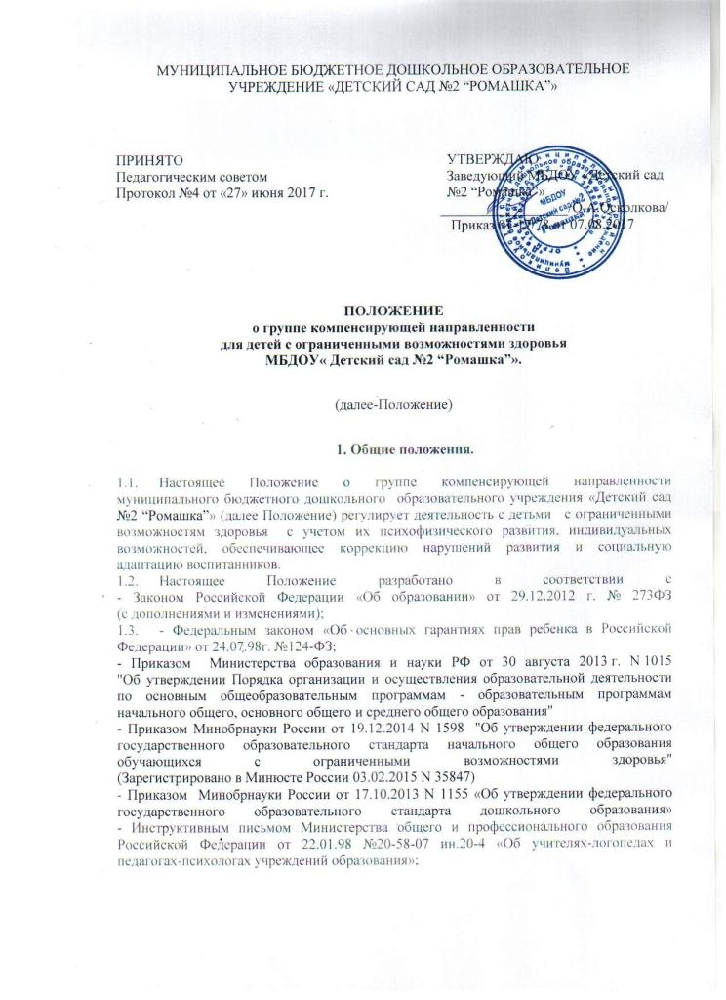 МУНИЦИПАЛЬНОЕ БЮДЖЕТНОЕ ДОШКОЛЬНОЕ ОБРАЗОВАТЕЛЬНОЕ
УЧРЕЖДЕНИЕ «ДЕТСКИЙ САД №2 “РОМАШКА”»
ПРИНЯТО
Педагогическим советом
Протокол №4 от «27» июня 2017 г.
УТВЕРЖДАЮ
Заведующий МБДОУ «Детский сад
№2 “Ромашка”»
О.А.Осколкова/
Приказ от 07.08.2017
МБДОУ
«Детский сад №2
"Ромашка"
ПОЛОЖЕНИЕ
о группе компенсирующей направленности
для детей с ограниченными возможностями здоровья
МБДОУ« Детский сад №2 “Ромашка”».
(далее-Положение)
1. Общие положения.
1.1. Настоящее Положение о группе компенсирующей направленности
муниципального бюджетного дошкольного образовательного учреждения «Детский сад
№2 “Ромашка”» (далее Положение) регулирует деятельность с детьми с ограниченными
возможностям здоровья с учетом их психофизического развития, индивидуальных
возможностей, обеспечивающее коррекцию нарушений развития и социальную
адаптацию воспитанников.
1.2. Настоящее Положение разработано в соответствии с
- Законом Российской Федерации «Об образовании» от 29.12.2012 г. № 273ФЗ
(с дополнениями и изменениями);
1.3. - Федеральным законом «Об основных гарантиях прав ребенка в Российской
Федерации» от 24.07.98г. №124-ФЗ;
- Приказом Министерства образования и науки РФ от 30 августа 2013 г. N 1015
"Об утверждении Порядка организации и осуществления образовательной деятельности
по основным общеобразовательным программам - образовательным программам
начального общего, основного общего и среднего общего образования"
- Приказом Минобрнауки России от 19.12.2014 N 1598 "Об утверждении федерального
государственного образовательного стандарта начального общего образования
обучающихся с ограниченными возможностями здоровья"
(Зарегистрировано в Минюсте России 03.02.2015 N 35847)
- Приказом Минобрнауки России от 17.10.2013 N 1155 «Об утверждении федерального
государственного образовательного стандарта дошкольного образования»
- Инструктивным письмом Министерства общего и профессионального образования
Российской Федерации от 22.01.98 №20-58-07 ин.20-4 «Об учителях-логопедах и
педагогах-психологах учреждений образования»;